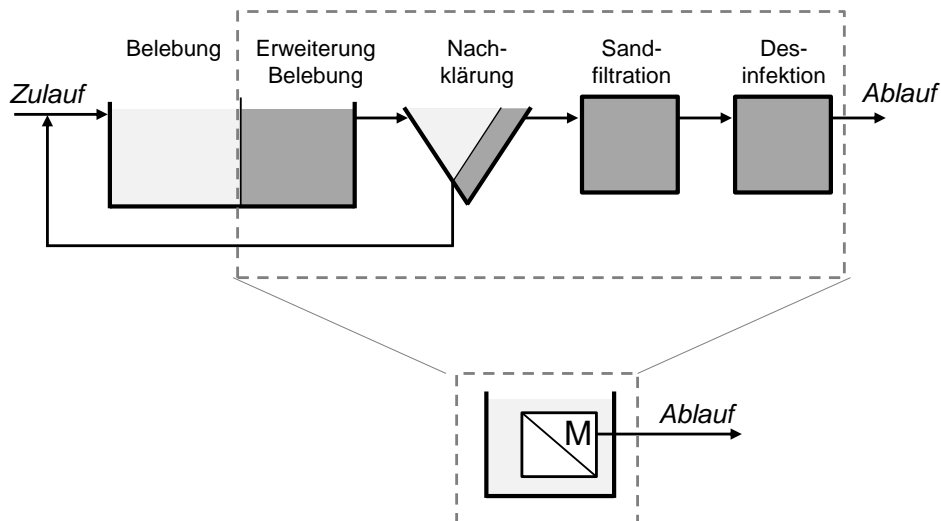 Belebung
Erweiterung
Belebung
Nach-
klärung
Sand-
filtration
Des-
infektion
Zulauf
Ablauf
M
Ablauf